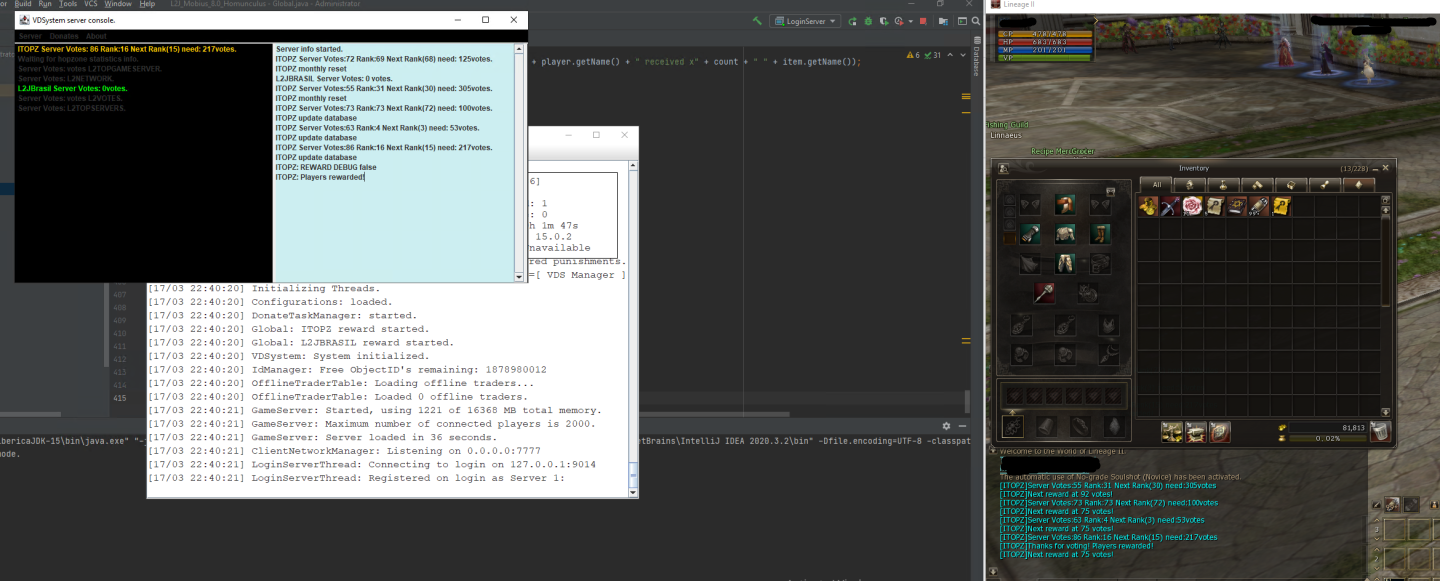 or Build Run Tools VCS Window Help L2J_Mobius_8.0_Homunculus - Global.java - Administrator
VDSystem server console.
Server Donates About
ITOPZ Server Votes: 86 Rank:16 Next Rank(15) need: 217votes.
Waiting for hopzone statistics info.
Server Votes: votes L2TOPGAMESERVER.
Server Votes: L2NETWORK.
L2JBrasil Server Votes: 0votes.
Server Votes: votes L2VOTES.
Server Votes: L2TOPSERVERS.
Server info started.
ITOPZ Server Votes:72 Rank:69 Next Rank(68) need: 125votes.
ITOPZ monthly reset
L2JBRASIL Server Votes: 0 votes.
ITOPZ Server Votes:55 Rank:31 Next Rank(30) need: 305votes.
ITOPZ monthly reset
ITOPZ Server Votes:73 Rank:73 Next Rank(72) need: 100votes.
ITOPZ update database
ITOPZ Server Votes:63 Rank:4 Next Rank(3) need: 53votes.
ITOPZ update database
ITOPZ Server Votes:86 Rank:16 Next Rank(15) need: 217votes.
ITOPZ update database
ITOPZ: REWARD DEBUG false
ITOPZ: Players rewarded!
LoginServer
Database
6 31
+ player.getName() + " received x" + count + " " + item.getName());
6]
: 1
: 0
h 1m 47s
15.0.2
navailable
red punishments.
=[ VDS Manager ]
407
408
409
410
411
412
413
414
415
[17/03 22:40:20] Initializing Threads.
[17/03 22:40:20] Configurations: loaded.
[17/03 22:40:20] DonateTaskManager: started.
[17/03 22:40:20] Global: ITOPZ reward started.
[17/03 22:40:20] Global: L2JBRASIL reward started.
[17/03 22:40:20] VDSystem: System initialized.
[17/03 22:40:20] IdManager: Free ObjectID's remaining: 1878980012
[17/03 22:40:20] OfflineTraderTable: Loading offline traders...
[17/03 22:40:20] OfflineTraderTable: Loaded 0 offline traders.
[17/03 22:40:21] GameServer: Started, using 1221 of 16368 MB total memory.
[17/03 22:40:21] GameServer: Maximum number of connected players is 2000.
[17/03 22:40:21] GameServer: Server loaded in 36 seconds.
[17/03 22:40:21] ClientNetworkManager: Listening on 0.0.0.0:7777
[17/03 22:40:21] LoginServerThread: Connecting to login on 127.0.0.1:9014
[17/03 22:40:21] LoginServerThread: Registered on login as Server 1:
ibericaJDK-15\bin\java.exe" "-
etBrains\IntelliJ IDEA 2020.3.2\bin" -Dfile.encoding=UTF-8 -classpat
ode.
Lineage II
CP 478/478
HP 683/683
MP 201/201
VP
Fishing Guild
Linnaeus
Recipe MercGrocer
Inventory
(13/228)
All
81,813
0.02%
Welcome to the World of Lineage II.
The automatic use of No-grade Soulshot (Novice) has been activated.
[ITOPZ]Server Votes:55 Rank:31 Next Rank(30) need:305votes
[ITOPZ]Next reward at 92 votes!
[ITOPZ]Server Votes:73 Rank:73 Next Rank(72) need:100votes
[ITOPZ]Next reward at 75 votes!
[ITOPZ]Server Votes:63 Rank:4 Next Rank(3) need:53votes
[ITOPZ]Next reward at 75 votes!
[ITOPZ]Server Votes:86 Rank:16 Next Rank(15) need:217votes
[ITOPZ]Thanks for voting! Players rewarded!
[ITOPZ]Next reward at 75 votes!